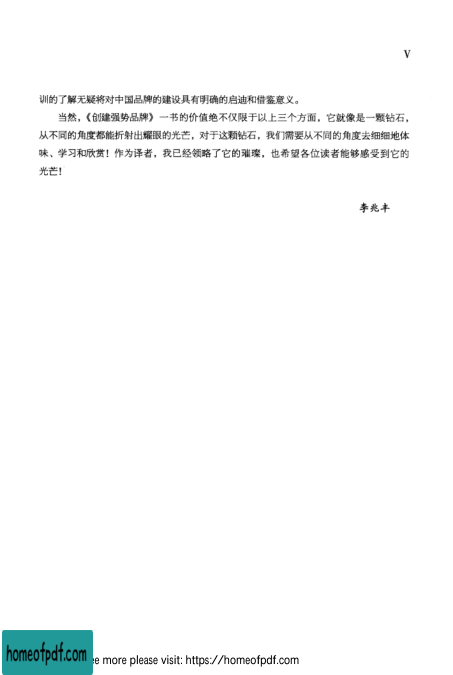 V
训的了解无疑将对中国品牌的建设具有明确的启迪和借鉴意义。
当然，《创建强势品牌》一书的价值绝不仅限于以上三个方面，它就像是一颗钻石，
从不同的角度都能折射出耀眼的光芒，对于这颗钻石，我们需要从不同的角度去细细地体
味、学习和欣赏！作为译者，我已经领略了它的璀璨，也希望各位读者能够感受到它的
光芒！
李兆丰
homeofpdf.com
ee more please visit: https://homeofpdf.com